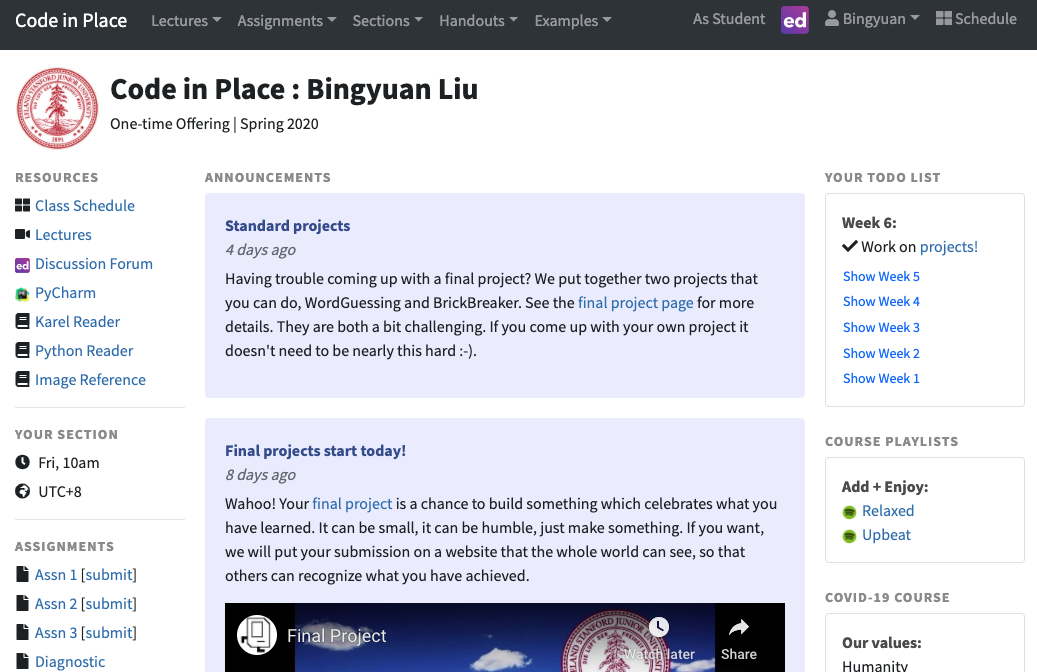 Code in Place Lectures Assignments Sections Handouts Examples As Student ed Bingyuan Schedule
Code in Place : Bingyuan Liu
One-time Offering | Spring 2020
RESOURCES
Class Schedule
Lectures
ed Discussion Forum
PyCharm
Karel Reader
Python Reader
Image Reference
YOUR SECTION
Fri, 10am
UTC+8
ASSIGNMENTS
Assn 1 [submit]
Assn 2 [submit]
Assn 3 [submit]
Diagnostic
ANNOUNCEMENTS
Standard projects
4 days ago
Having trouble coming up with a final project? We put together two projects that
you can do, WordGuessing and BrickBreaker. See the final project page for more
details. They are both a bit challenging. If you come up with your own project it
doesn't need to be nearly this hard :-).
Final projects start today!
8 days ago
Wahoo! Your final project is a chance to build something which celebrates what you
have learned. It can be small, it can be humble, just make something. If you want,
we will put your submission on a website that the whole world can see, so that
others can recognize what you have achieved.
Final Project
Watch later
Share
YOUR TODO LIST
Week 6:
Work on projects!
Show Week 5
Show Week 4
Show Week 3
Show Week 2
Show Week 1
COURSE PLAYLISTS
Add + Enjoy:
Relaxed
Upbeat
COVID-19 COURSE
Our values:
Humanity